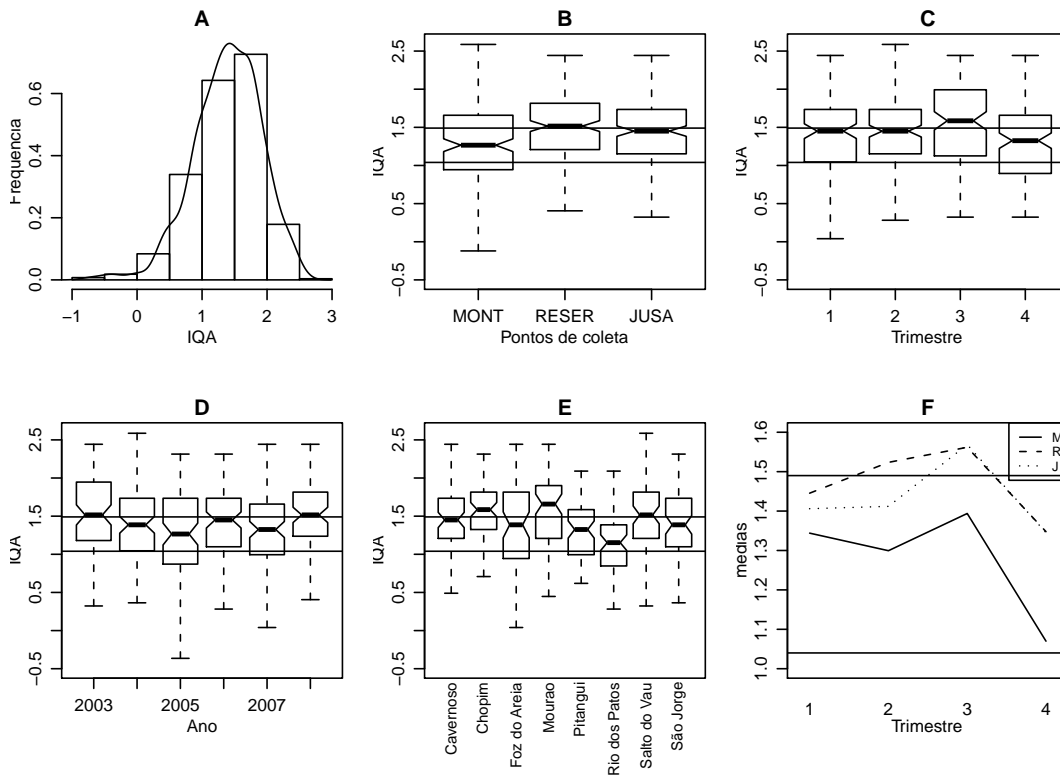 A
Frequencia
0.0 0.2 0.4 0.6
−1 0 1 2 3
IQA
B
IQA
−0.5 0.5 1.5 2.5
MONT RESER JUSA
Pontos de coleta
C
IQA
−0.5 0.5 1.5 2.5
1 2 3 4
Trimestre
D
IQA
−0.5 0.5 1.5 2.5
2003 2005 2007
Ano
E
IQA
−0.5 0.5 1.5 2.5
Cavernoso
Chopim
Foz do Areia
Mourao
Pitangui
Rio dos Patos
Salto do Vau
São Jorge
F
medias
1.0 1.1 1.2 1.3 1.4 1.5 1.6
M
R
J
1 2 3 4
Trimestre